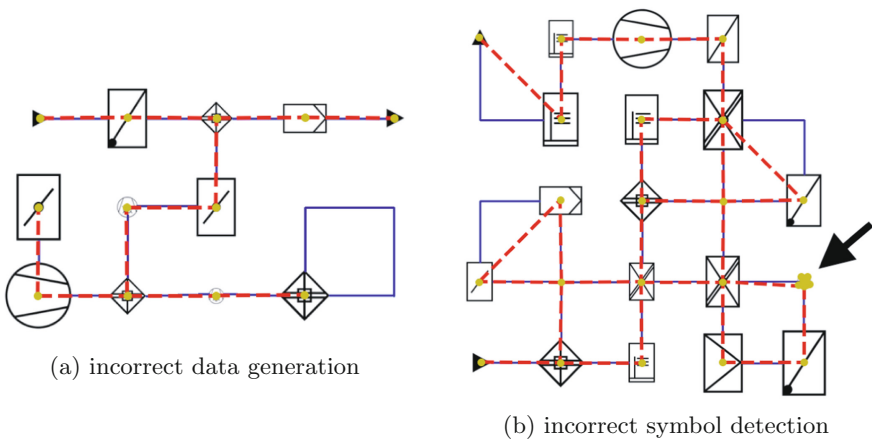 (a) incorrect data generation
(b) incorrect symbol detection